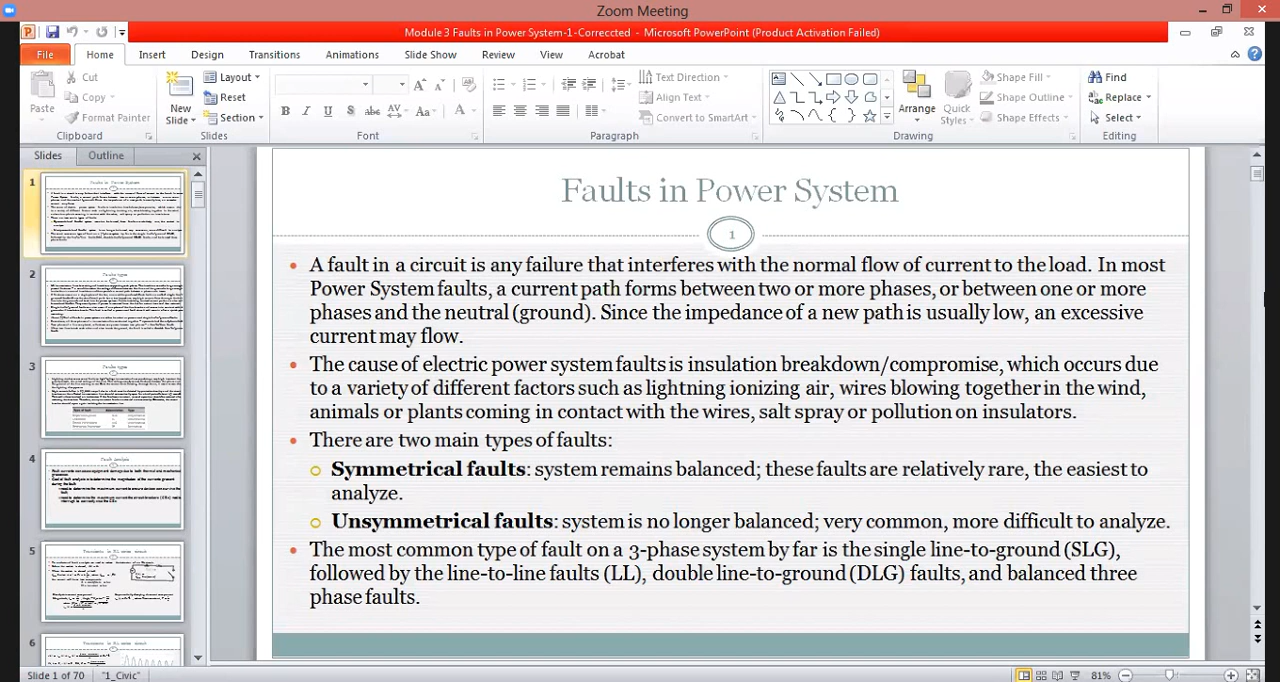 Zoom Meeting
Module 3 Faults in Power System-1-Correccted - Microsoft PowerPoint (Product Activation Failed)
File Home Insert Design Transitions Animations Slide Show Review View Acrobat
Cut Layout Text Direction Shape Fill Find
Paste Copy New Slide Reset Align Text Arrange Quick Styles Shape Outline Replace
Format Painter Section Convert to SmartArt Shape Effects Select
Clipboard Slides Font Paragraph Drawing Editing
Slides Outline
1
2
3
4
5
6
Faults in Power System
1
• A fault in a circuit is any failure that interferes with the normal flow of current to the load. In most
Power System faults, a current path forms between two or more phases, or between one or more
phases and the neutral (ground). Since the impedance of a new path is usually low, an excessive
current may flow.
• The cause of electric power system faults is insulation breakdown/compromise, which occurs due
to a variety of different factors such as lightning ionizing air, wires blowing together in the wind,
animals or plants coming in contact with the wires, salt spray or pollution on insulators.
• There are two main types of faults:
Symmetrical faults: system remains balanced; these faults are relatively rare, the easiest to
analyze.
Unsymmetrical faults: system is no longer balanced; very common, more difficult to analyze.
• The most common type of fault on a 3-phase system by far is the single line-to-ground (SLG),
followed by the line-to-line faults (LL), double line-to-ground (DLG) faults, and balanced three
phase faults.
Slide 1 of 70 "1_Civic" 81%